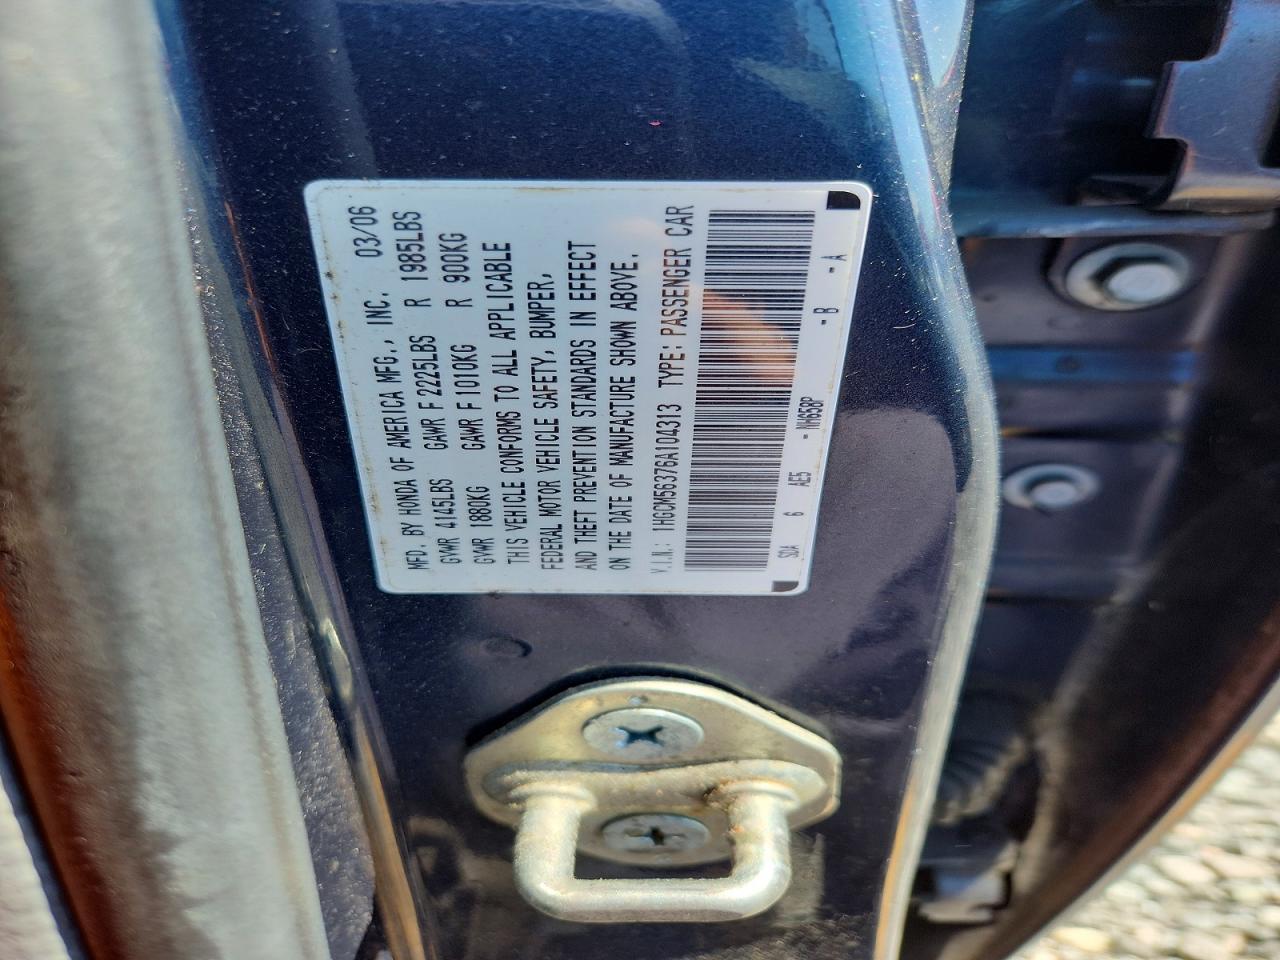 MFD. BY HONDA OF AMERICA MFG., INC. 03/06
GVWR 4145LBS GAWR F 2225LBS R 1985LBS
GVWR 1880KG GAWR F 1010KG R 900KG
THIS VEHICLE CONFORMS TO ALL APPLICABLE
FEDERAL MOTOR VEHICLE SAFETY, BUMPER,
AND THEFT PREVENTION STANDARDS IN EFFECT
ON THE DATE OF MANUFACTURE SHOWN ABOVE.
V.I.N.: 1HGCM56376A104313 TYPE: PASSENGER CAR
SDA 6 AE5 -NH658P -B -A